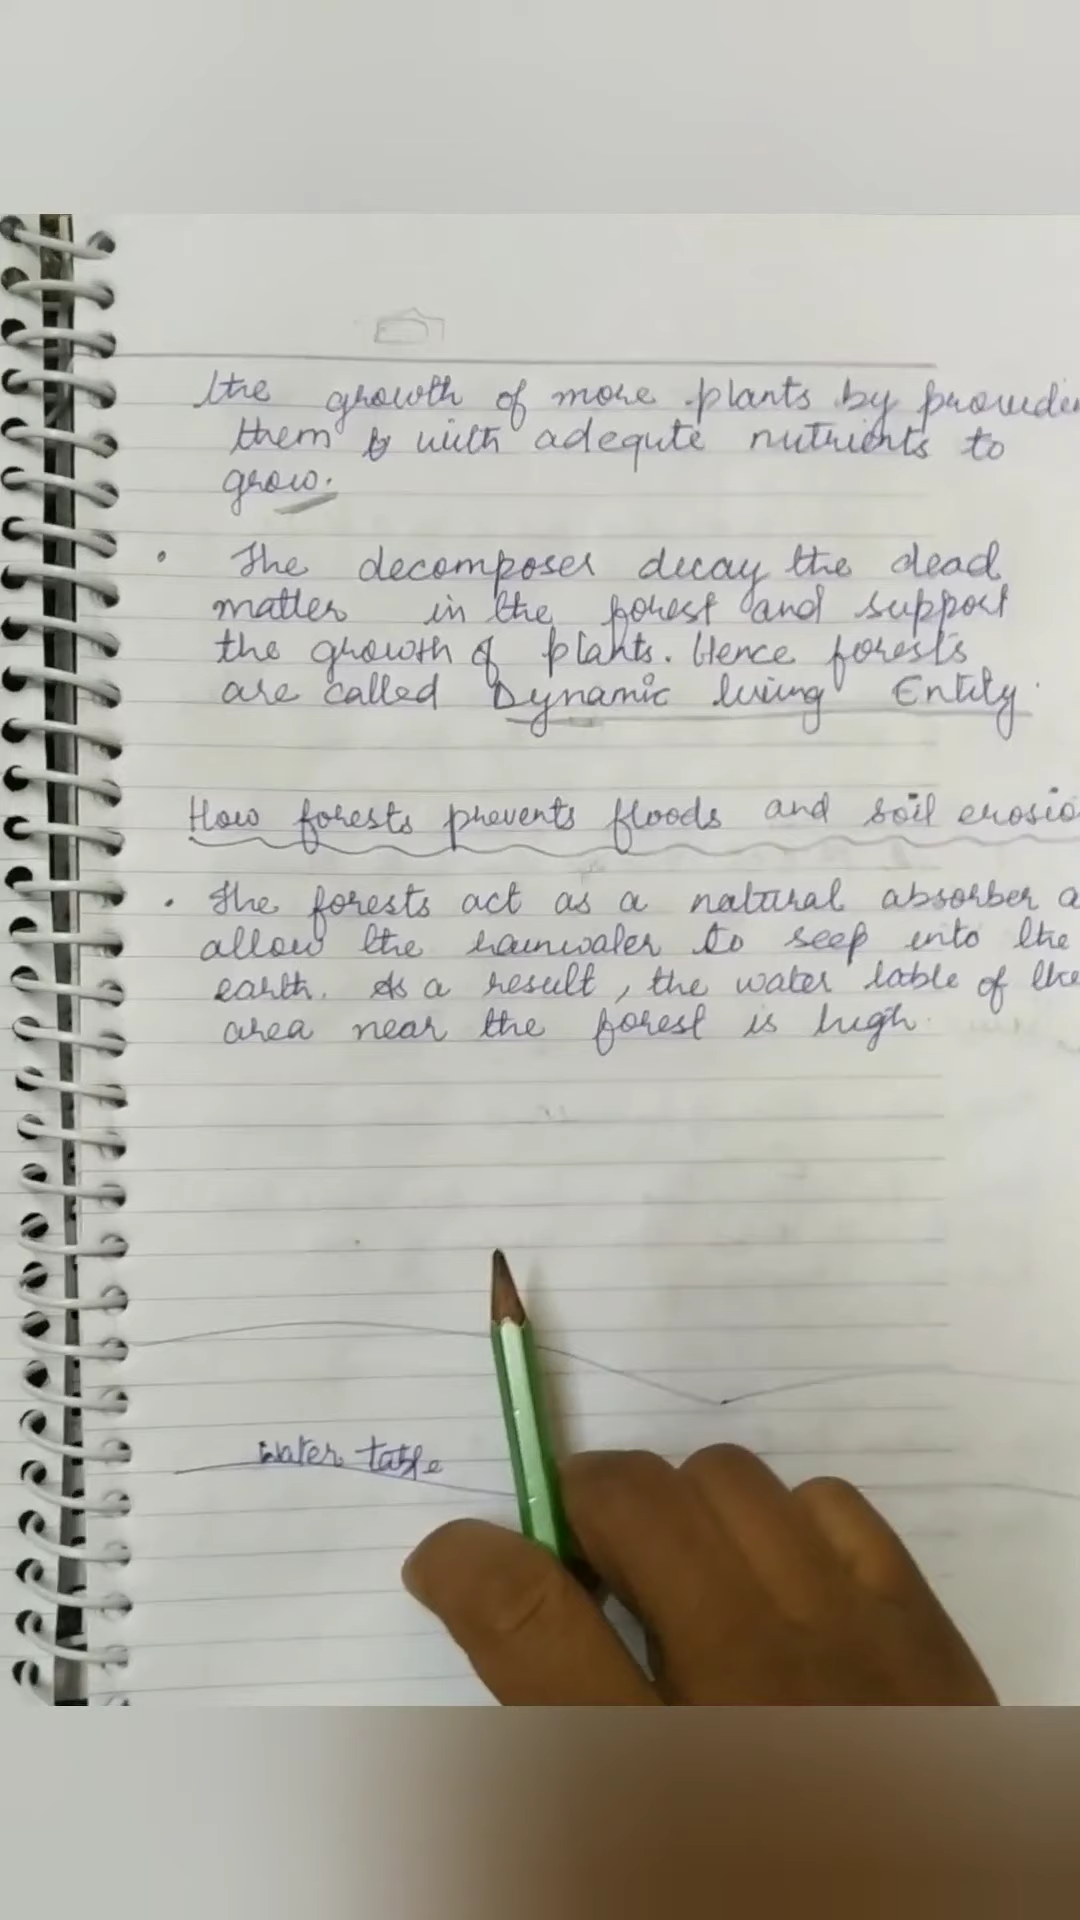 the growth of more plants by
them with adequte nutrients to
grow.
• The decomposer decay the dead
matter in the forest and support
the growth of plants. Hence forests
are called Dynamic living Entity.
How forests prevents floods and soil erosio
• The forests act as a natural absorber a
allow the rainwater to seep into the
earth. As a result, the water table of the
area near the forest is high.
water table